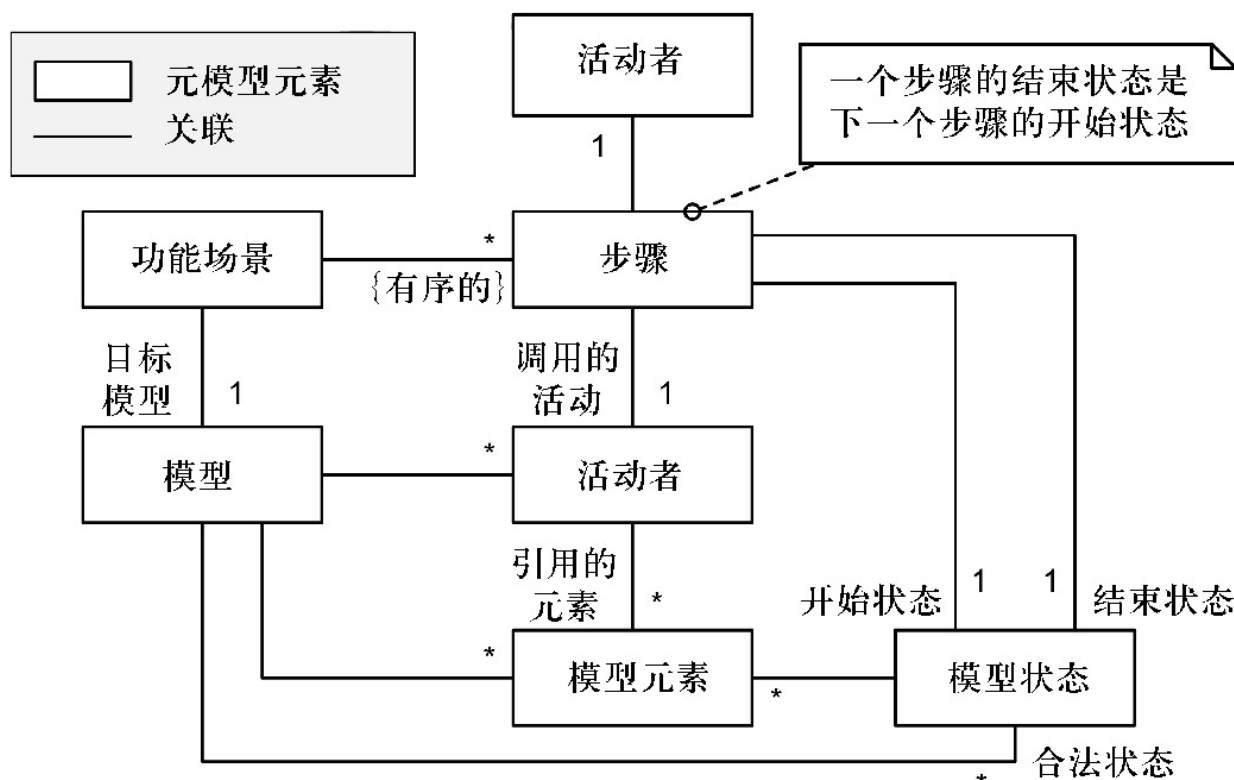 活动者
元模型元素
关联
一个步骤的结束状态是
下一个步骤的开始状态
1
功能场景
*
{有序的}
步骤
目标
模型
1
调用的
活动
1
模型
*
活动者
引用的
元素
*
开始状态
1
1
结束状态
*
模型元素
*
模型状态
合法状态
*